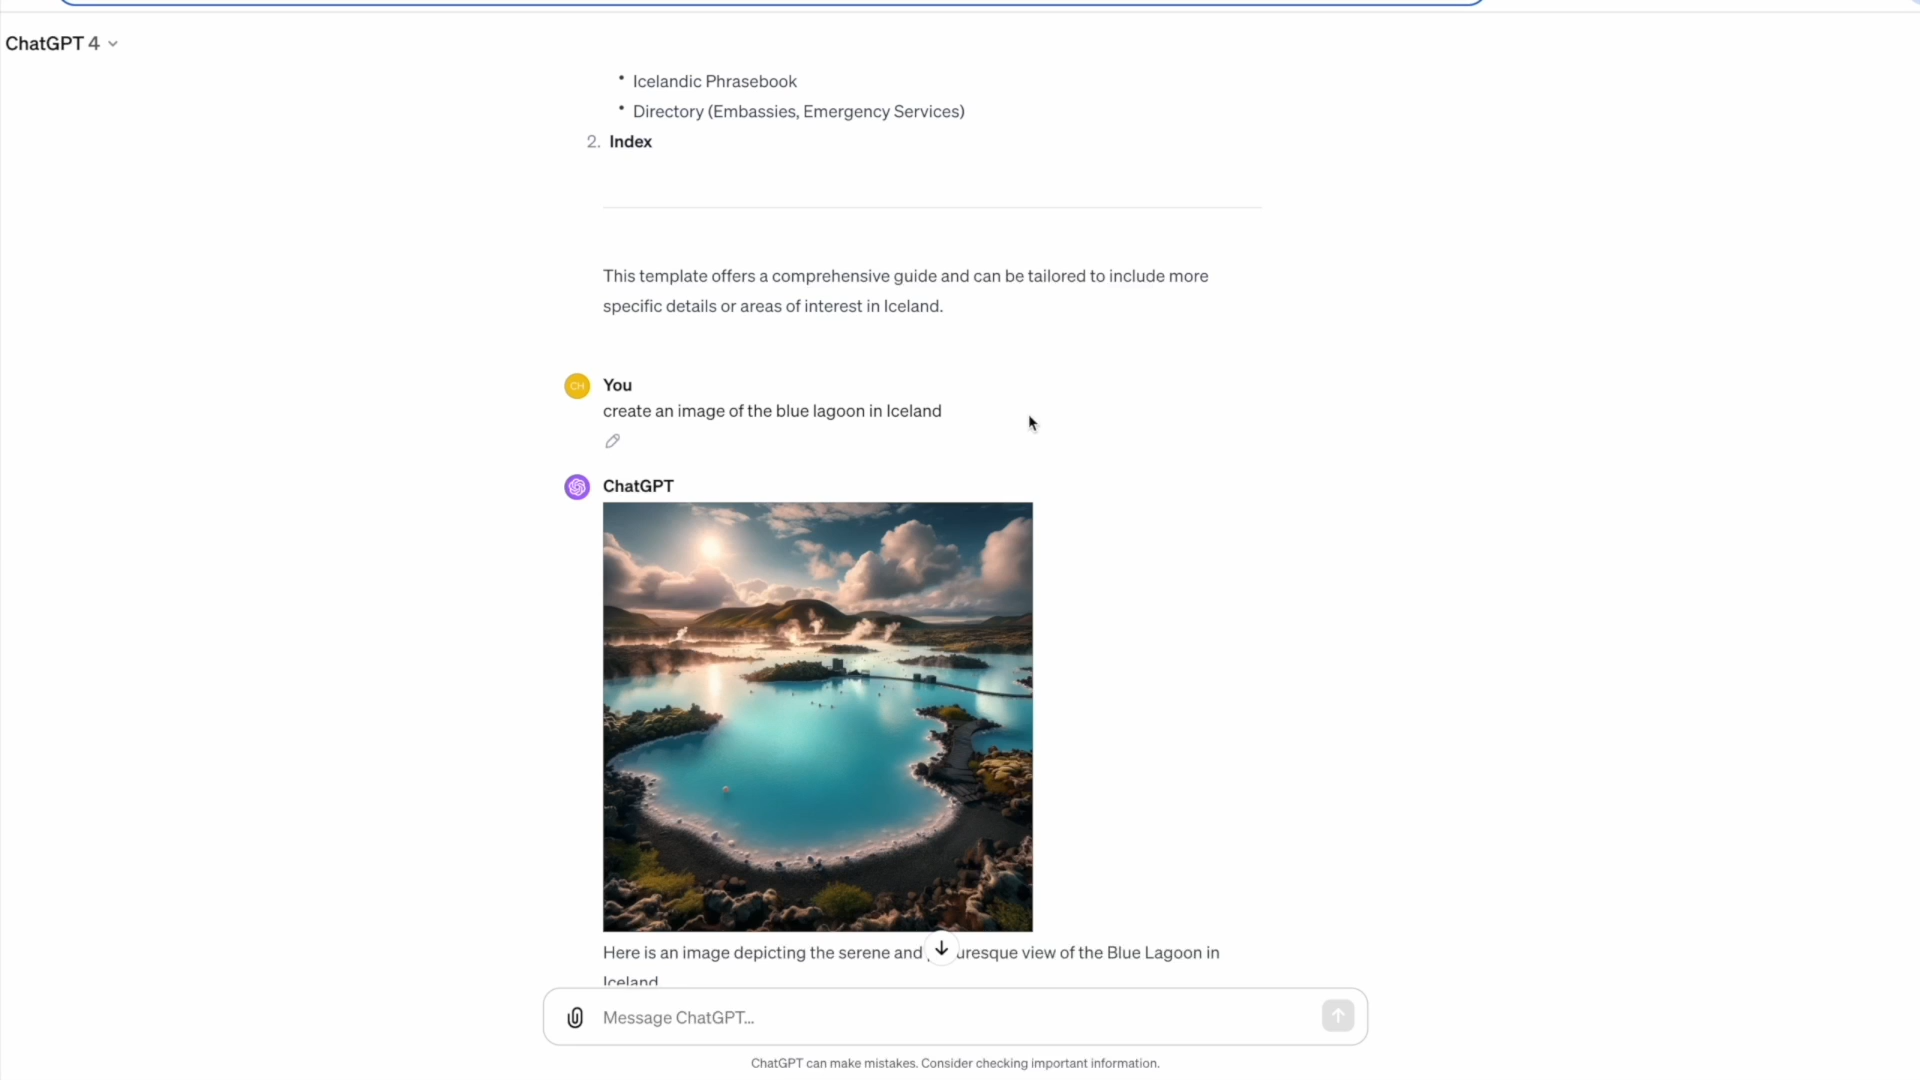 ChatGPT 4
• Icelandic Phrasebook
• Directory (Embassies, Emergency Services)
2. Index
This template offers a comprehensive guide and can be tailored to include more
specific details or areas of interest in Iceland.
CH
You
create an image of the blue lagoon in Iceland
ChatGPT
Here is an image depicting the serene and uresque view of the Blue Lagoon in
Iceland
Message ChatGPT...
ChatGPT can make mistakes. Consider checking important information.